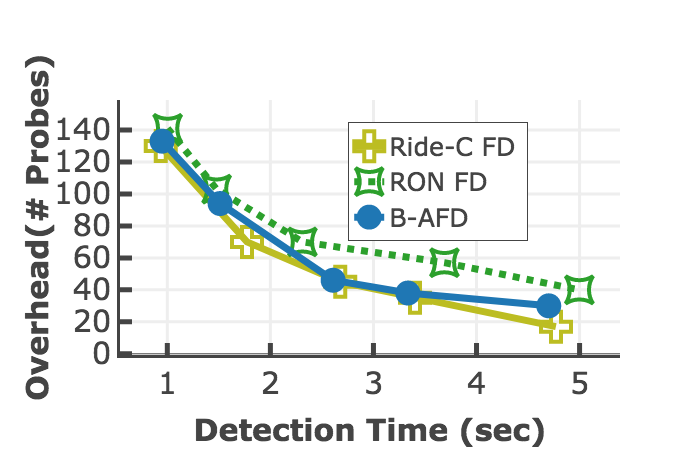 Overhead(# Probes)
140
120
100
80
60
40
20
0
Ride-C FD
RON FD
B-AFD
1 2 3 4 5
Detection Time (sec)